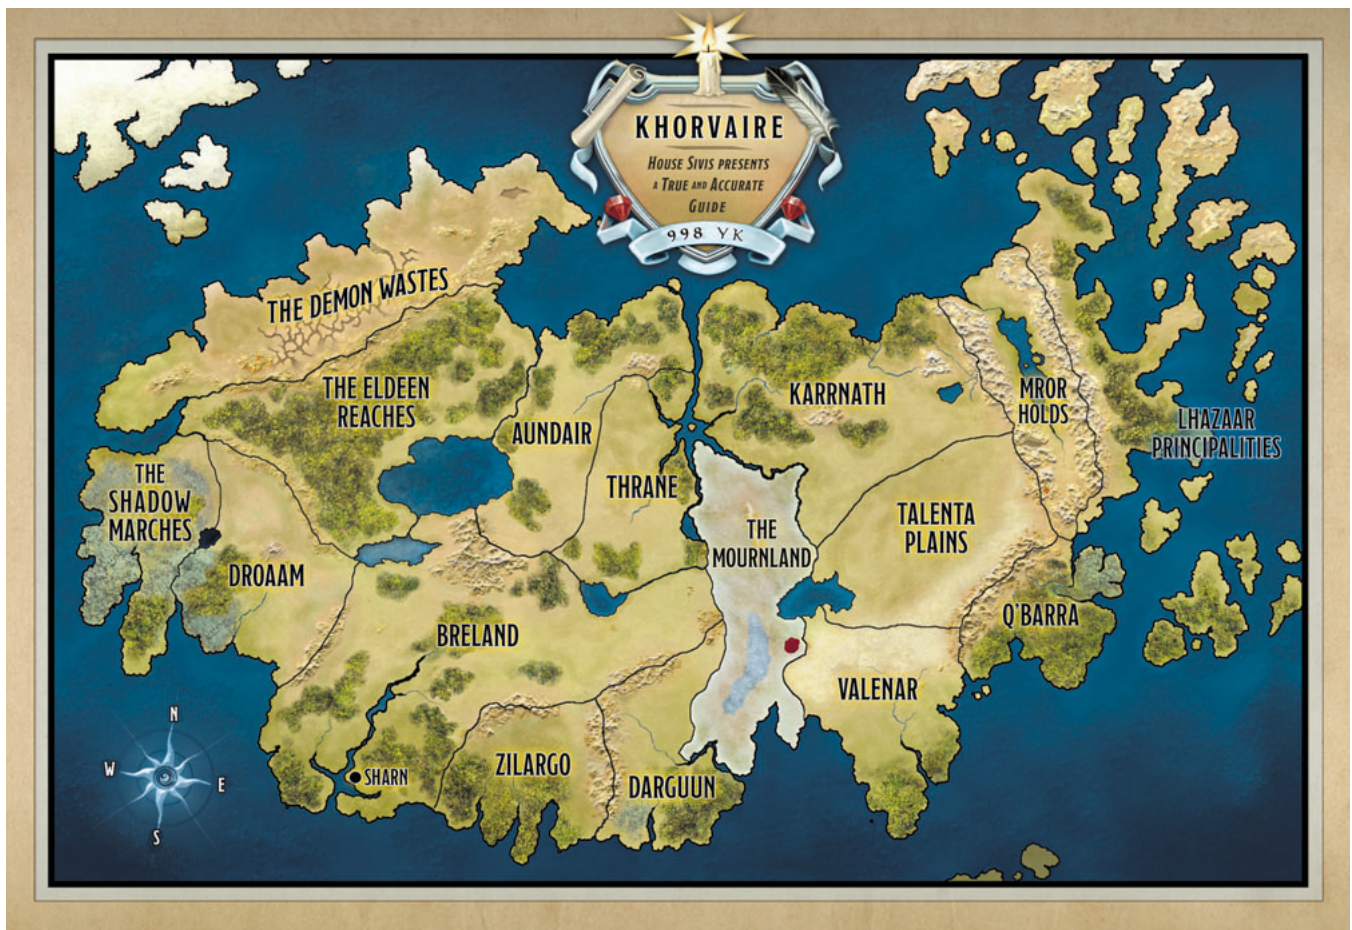 KHORVAIRE
HOUSE SIVIS PRESENTS
A TRUE AND ACCURATE
GUIDE
998 YK
THE DEMON WASTES
THE ELDEEN
REACHES
AUNDAIR
THRANE
KARRNATH
MROR
HOLDS
LHAZAAR
PRINCIPALITIES
THE
SHADOW
MARCHES
DROAAM
BRELAND
THE
MOURNLAND
TALENTA
PLAINS
Q'BARRA
VALENAR
ZILARGO
DARGUUN
SHARN
N
W
E
S